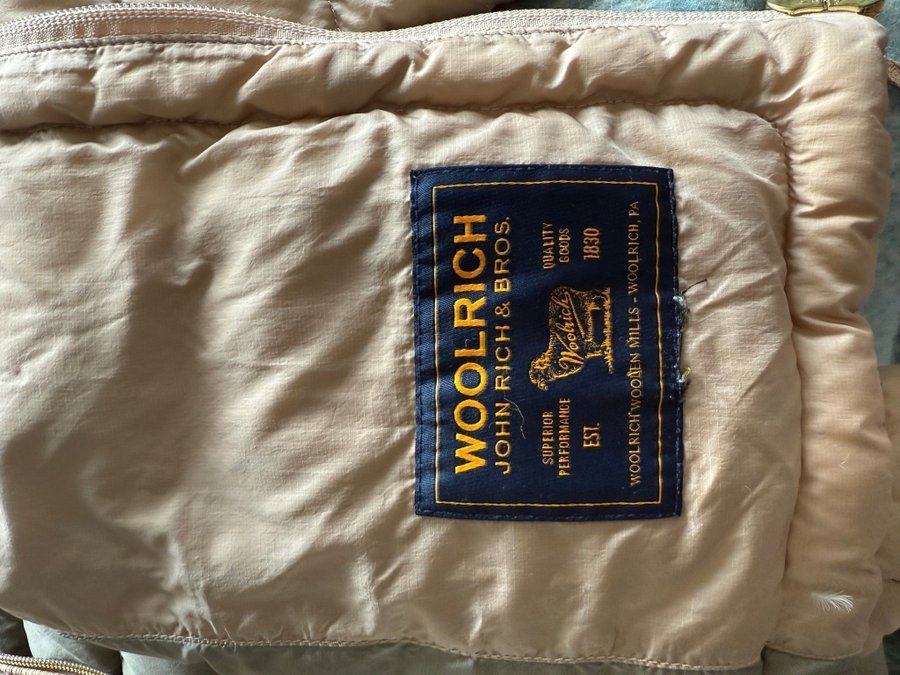 WOOLRICH
JOHN RICH & BROS.
SUPERIOR PERFORMANCE
QUALITY GOODS
Woolrich
EST.
1830
WOOLRICH WOOLEN MILLS - WOOLRICH, PA